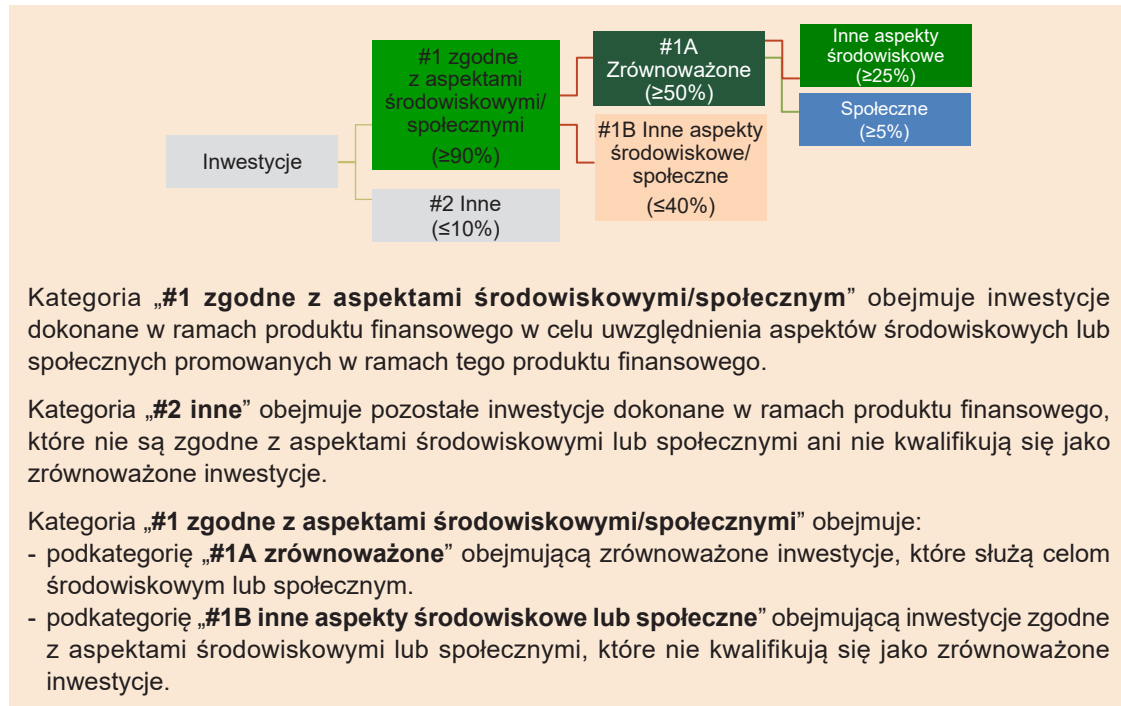 Inwestycje
#1 zgodne
z aspektami
środowiskowymi/
społecznymi
(≥90%)
#2 Inne
(≤10%)
#1A
Zrównoważone
(≥50%)
#1B Inne aspekty
środowiskowe/
społeczne
(≤40%)
Inne aspekty
środowiskowe
(≥25%)
Społeczne
(≥5%)
Kategoria „#1 zgodne z aspektami środowiskowymi/społecznym” obejmuje inwestycje
dokonane w ramach produktu finansowego w celu uwzględnienia aspektów środowiskowych lub
społecznych promowanych w ramach tego produktu finansowego.
Kategoria „#2 inne” obejmuje pozostałe inwestycje dokonane w ramach produktu finansowego,
które nie są zgodne z aspektami środowiskowymi lub społecznymi ani nie kwalifikują się jako
zrównoważone inwestycje.
Kategoria „#1 zgodne z aspektami środowiskowymi/społecznymi” obejmuje:
- podkategorię „#1A zrównoważone” obejmującą zrównoważone inwestycje, które służą celom
środowiskowym lub społecznym.
- podkategorię „#1B inne aspekty środowiskowe lub społeczne” obejmującą inwestycje zgodne
z aspektami środowiskowymi lub społecznymi, które nie kwalifikują się jako zrównoważone
inwestycje.